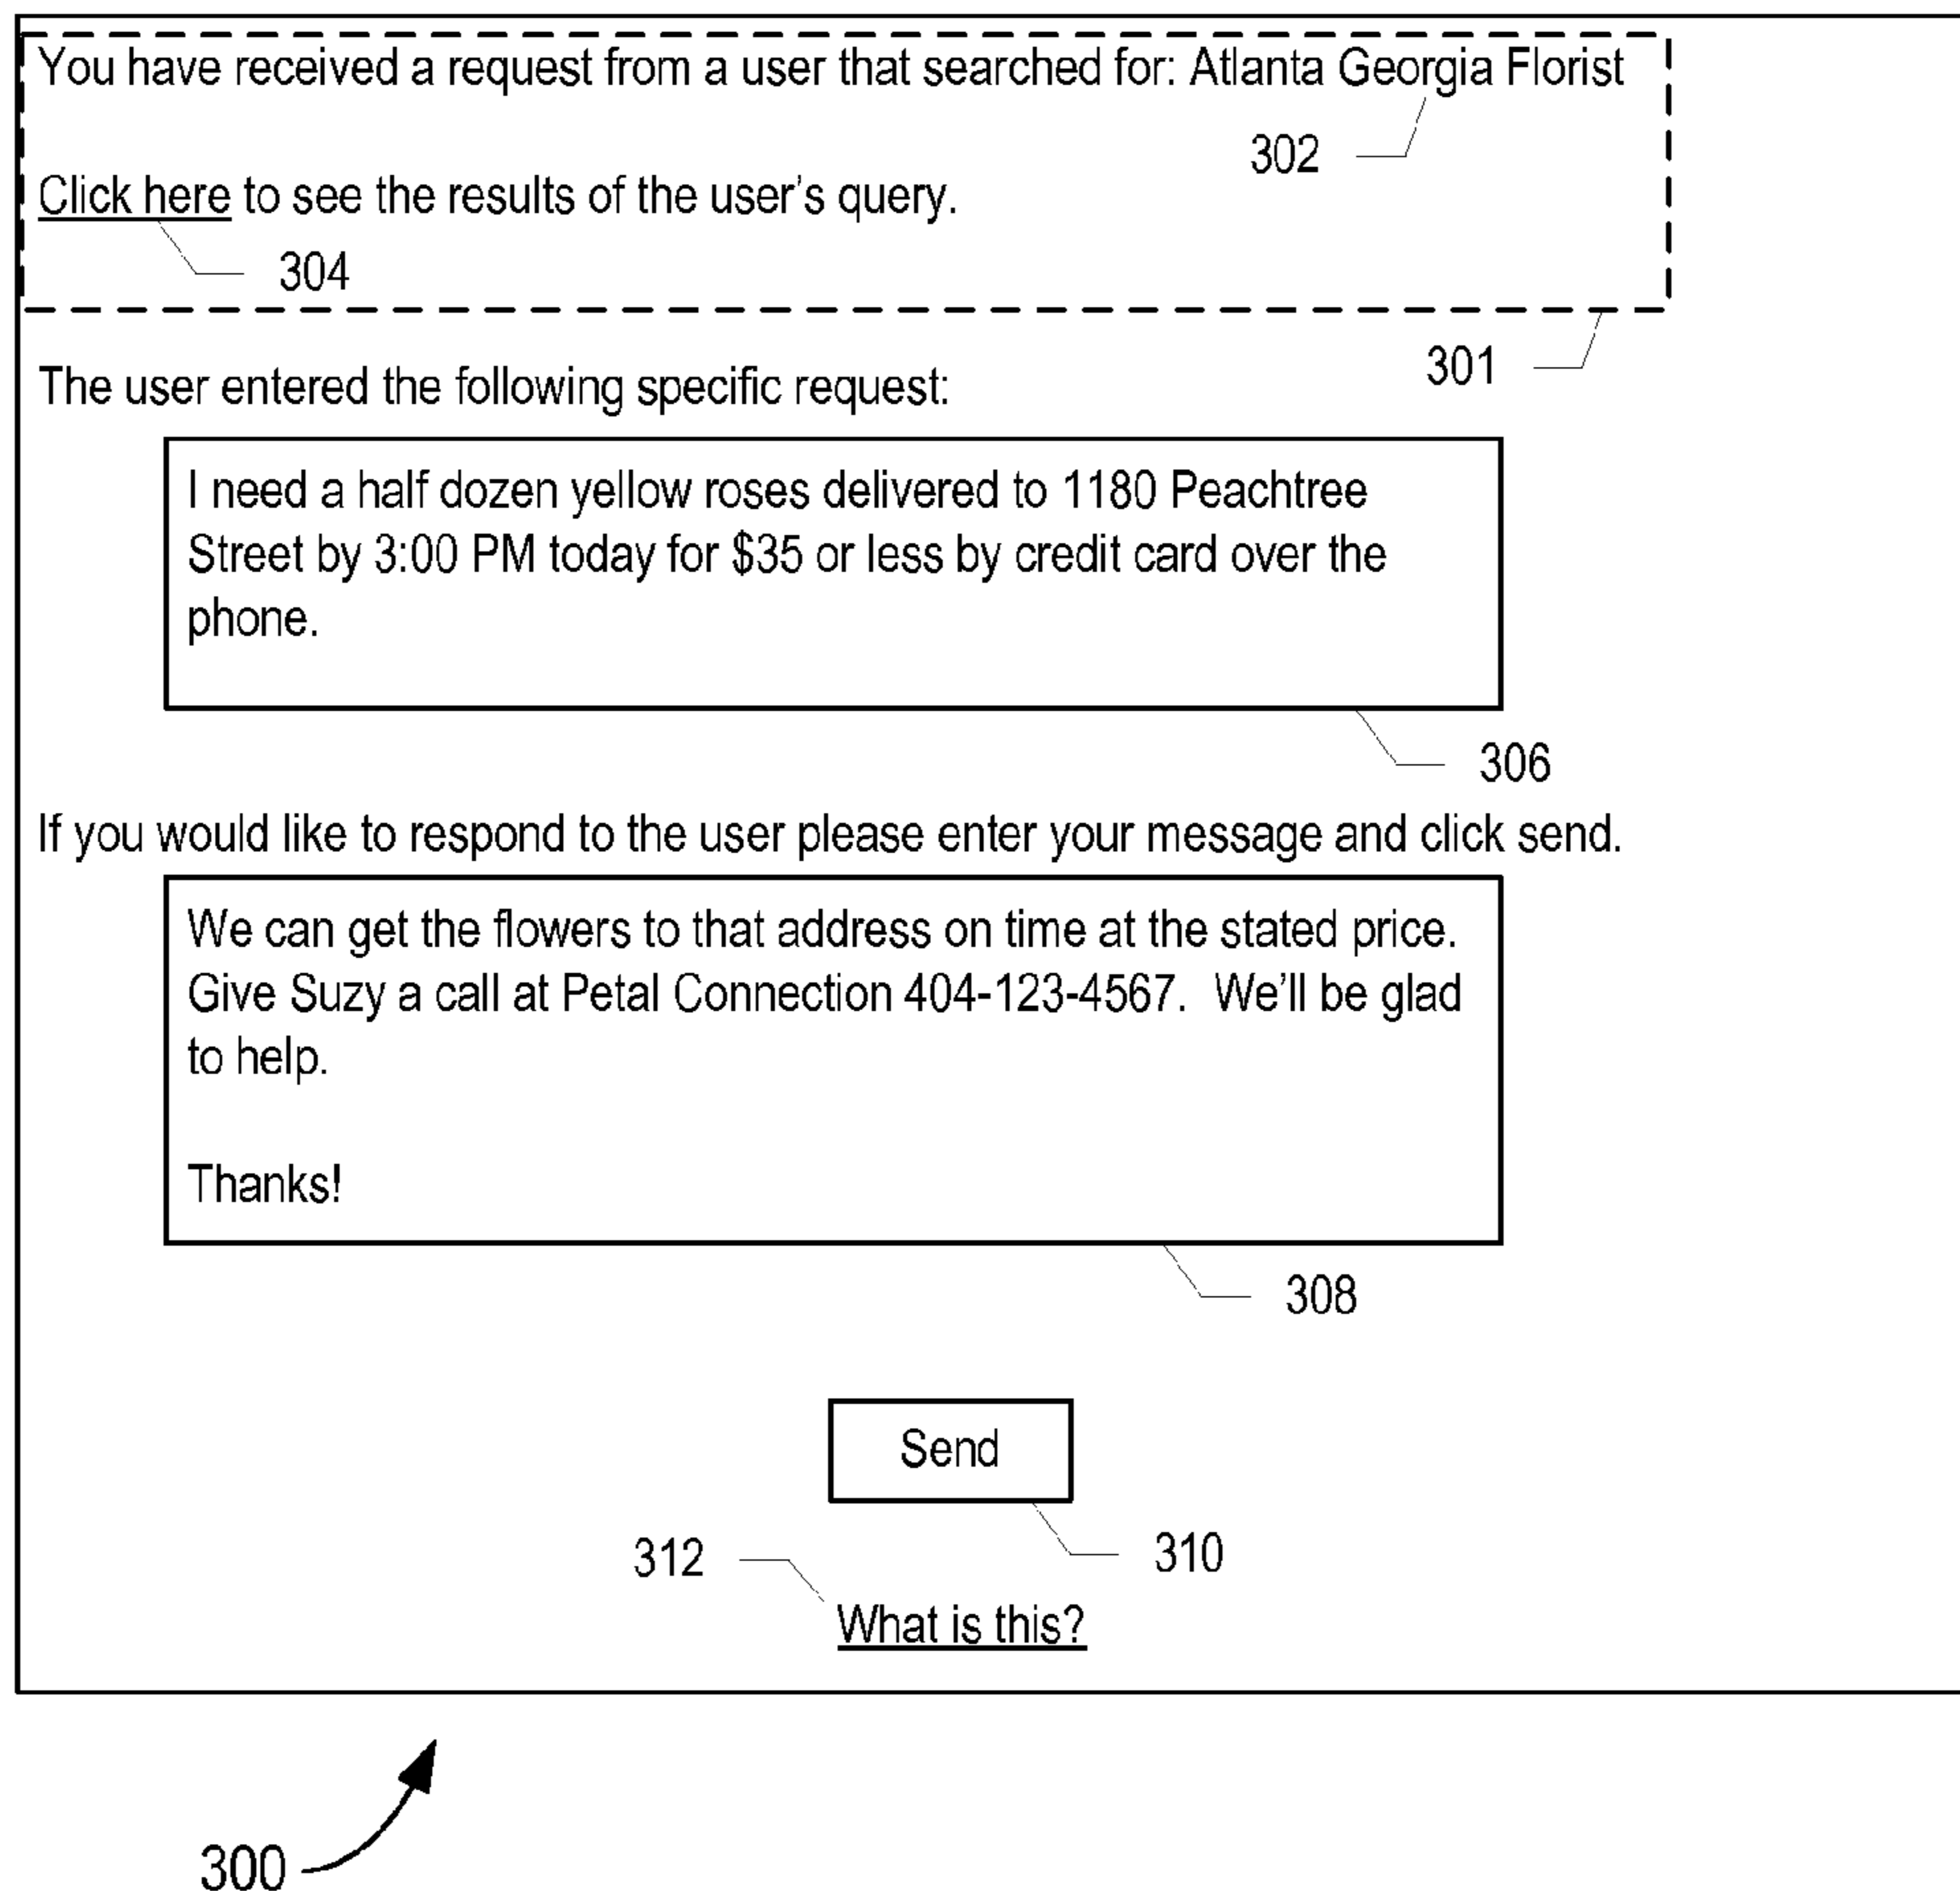 You have received a request from a user that searched for: Atlanta Georgia Florist
302
Click here to see the results of the user's query.
304
301
The user entered the following specific request:
I need a half dozen yellow roses delivered to 1180 Peachtree
Street by 3:00 PM today for $35 or less by credit card over the
phone.
306
If you would like to respond to the user please enter your message and click send.
We can get the flowers to that address on time at the stated price.
Give Suzy a call at Petal Connection 404-123-4567.  We'll be glad
to help.
Thanks!
308
Send
312
310
What is this?
300